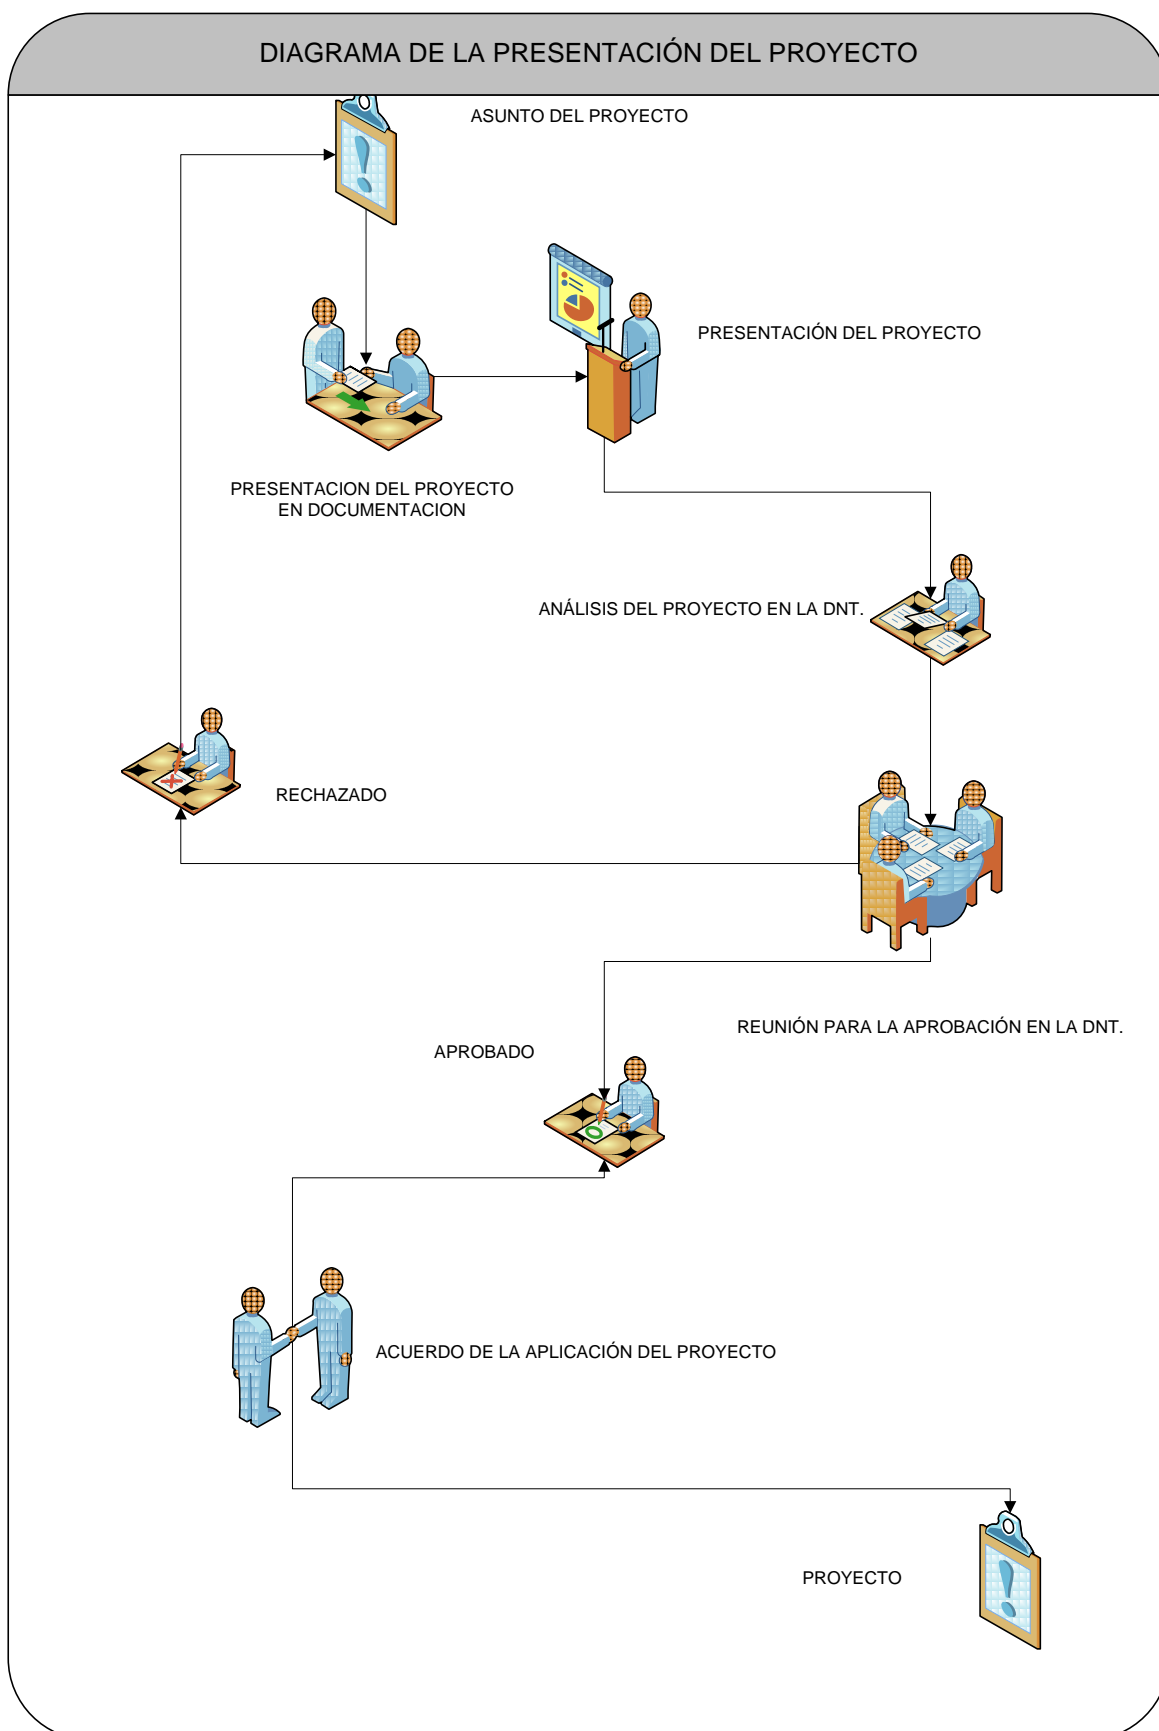 DIAGRAMA DE LA PRESENTACIÓN DEL PROYECTO
ASUNTO DEL PROYECTO
PRESENTACIÓN DEL PROYECTO
PRESENTACION DEL PROYECTO
EN DOCUMENTACION
ANÁLISIS DEL PROYECTO EN LA DNT.
RECHAZADO
REUNIÓN PARA LA APROBACIÓN EN LA DNT.
APROBADO
ACUERDO DE LA APLICACIÓN DEL PROYECTO
PROYECTO